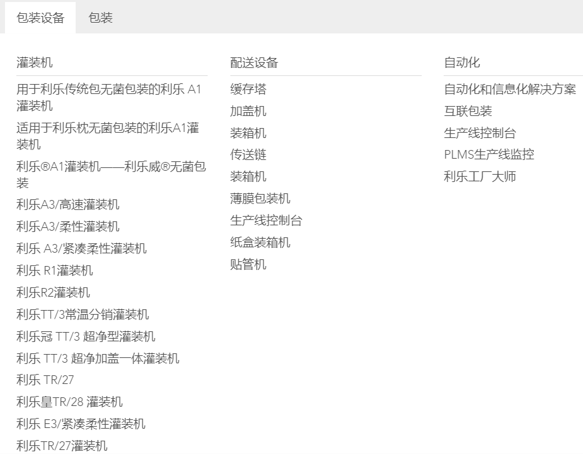 包装设备
包装
灌装机
用于利乐传统包无菌包装的利乐 A1
灌装机
适用于利乐枕无菌包装的利乐A1灌
装机
利乐®A1灌装机——利乐威®无菌包
装
利乐A3/高速灌装机
利乐A3/柔性灌装机
利乐 A3/紧凑柔性灌装机
利乐 R1灌装机
利乐R2灌装机
利乐TT/3常温分销灌装机
利乐冠 TT/3 超净型灌装机
利乐 TT/3 超净加盖一体灌装机
利乐 TR/27
利乐皇TR/28 灌装机
利乐 E3/紧凑柔性灌装机
利乐TR/27灌装机
配送设备
缓存塔
加盖机
装箱机
传送链
装箱机
薄膜包装机
生产线控制台
纸盒装箱机
贴管机
自动化
自动化和信息化解决方案
互联包装
生产线控制台
PLMS生产线监控
利乐工厂大师